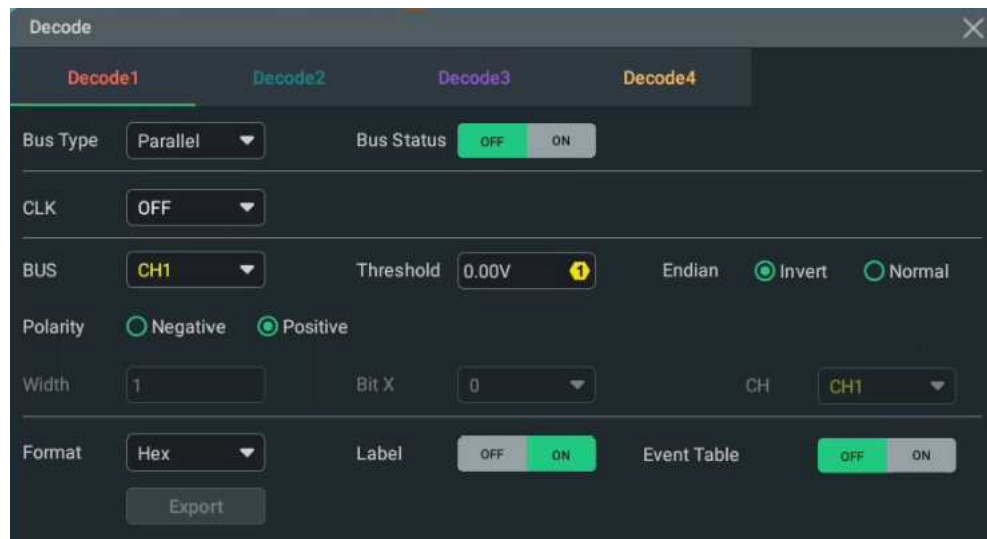 Decode
Decode1 Decode2 Decode3 Decode4
Bus Type Parallel Bus Status OFF ON
CLK OFF
BUS CH1 Threshold 0.00V 1 Endian Invert Normal
Polarity Negative Positive
Width 1 Bit X 0 CH CH1
Format Hex Label OFF ON Event Table OFF ON
Export